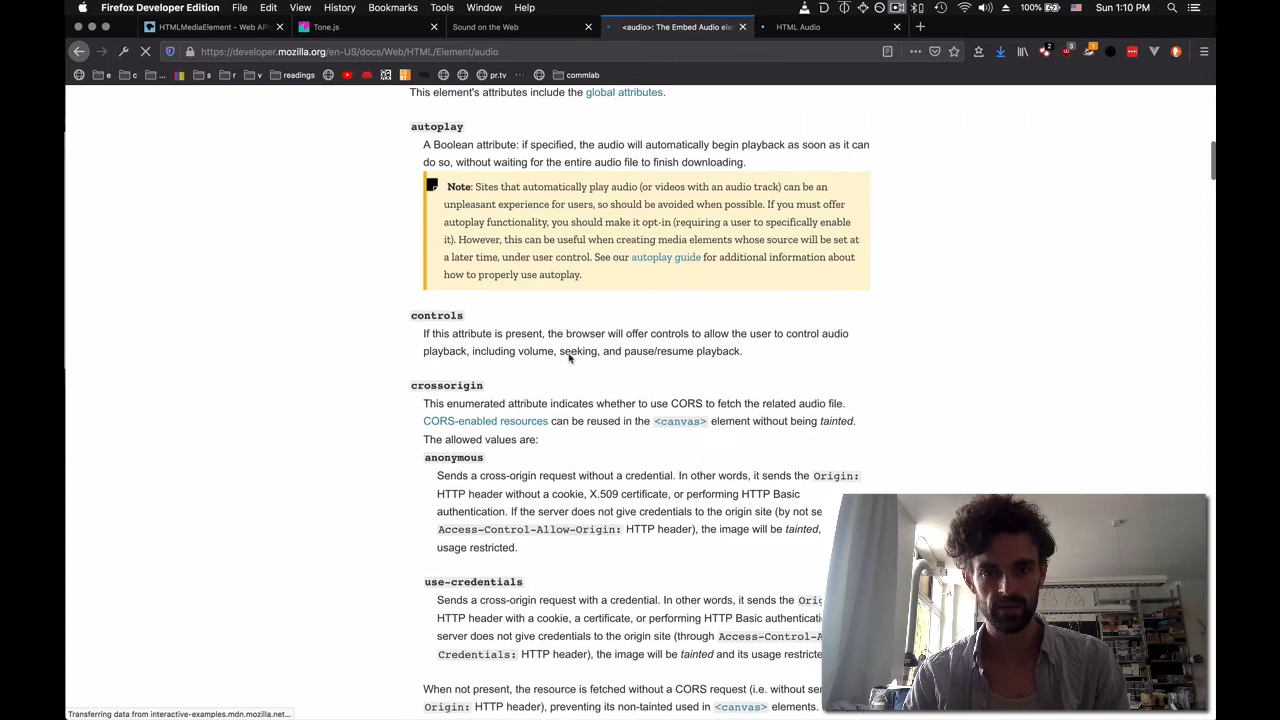 Firefox Developer Edition File Edit View History Bookmarks Tools Window Help 100% Sun 1:10 PM
HTMLMediaElement - Web API Tone.js Sound on the Web <audio>: The Embed Audio ele HTML Audio
https://developer.mozilla.org/en-US/docs/Web/HTML/Element/audio
e c ... s r v readings pr.tv commlab
This element's attributes include the global attributes.
autoplay
A Boolean attribute: if specified, the audio will automatically begin playback as soon as it can
do so, without waiting for the entire audio file to finish downloading.
Note: Sites that automatically play audio (or videos with an audio track) can be an
unpleasant experience for users, so should be avoided when possible. If you must offer
autoplay functionality, you should make it opt-in (requiring a user to specifically enable
it). However, this can be useful when creating media elements whose source will be set at
a later time, under user control. See our autoplay guide for additional information about
how to properly use autoplay.
controls
If this attribute is present, the browser will offer controls to allow the user to control audio
playback, including volume, seeking, and pause/resume playback.
crossorigin
This enumerated attribute indicates whether to use CORS to fetch the related audio file.
CORS-enabled resources can be reused in the <canvas> element without being tainted.
The allowed values are:
anonymous
Sends a cross-origin request without a credential. In other words, it sends the Origin:
HTTP header without a cookie, X.509 certificate, or performing HTTP Basic
authentication. If the server does not give credentials to the origin site (by not se
Access-Control-Allow-Origin: HTTP header), the image will be tainted,
usage restricted.
use-credentials
Sends a cross-origin request with a credential. In other words, it sends the Orig
HTTP header with a cookie, a certificate, or performing HTTP Basic authenticati
server does not give credentials to the origin site (through Access-Control-A
Credentials: HTTP header), the image will be tainted and its usage restricte
When not present, the resource is fetched without a CORS request (i.e. without sen
Origin: HTTP header), preventing its non-tainted used in <canvas> elements.
Transferring data from interactive-examples.mdn.mozilla.net...